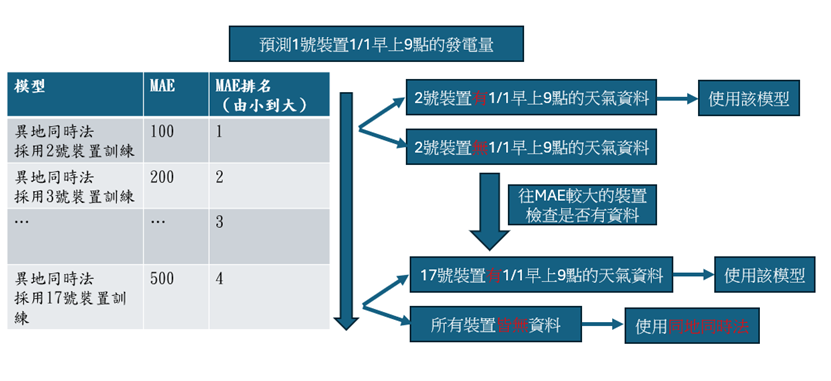 預測1號裝置1/1早上9點的發電量
模型 MAE MAE排名
（由小到大）
異地同時法 100 1
採用2號裝置訓練
異地同時法 200 2
採用3號裝置訓練
… … 3
異地同時法 500 4
採用17號裝置訓
練
2號裝置有1/1早上9點的天氣資料
使用該模型
2號裝置無1/1早上9點的天氣資料
往MAE較大的裝置
檢查是否有資料
17號裝置有1/1早上9點的天氣資料
使用該模型
所有裝置皆無資料
使用同地同時法